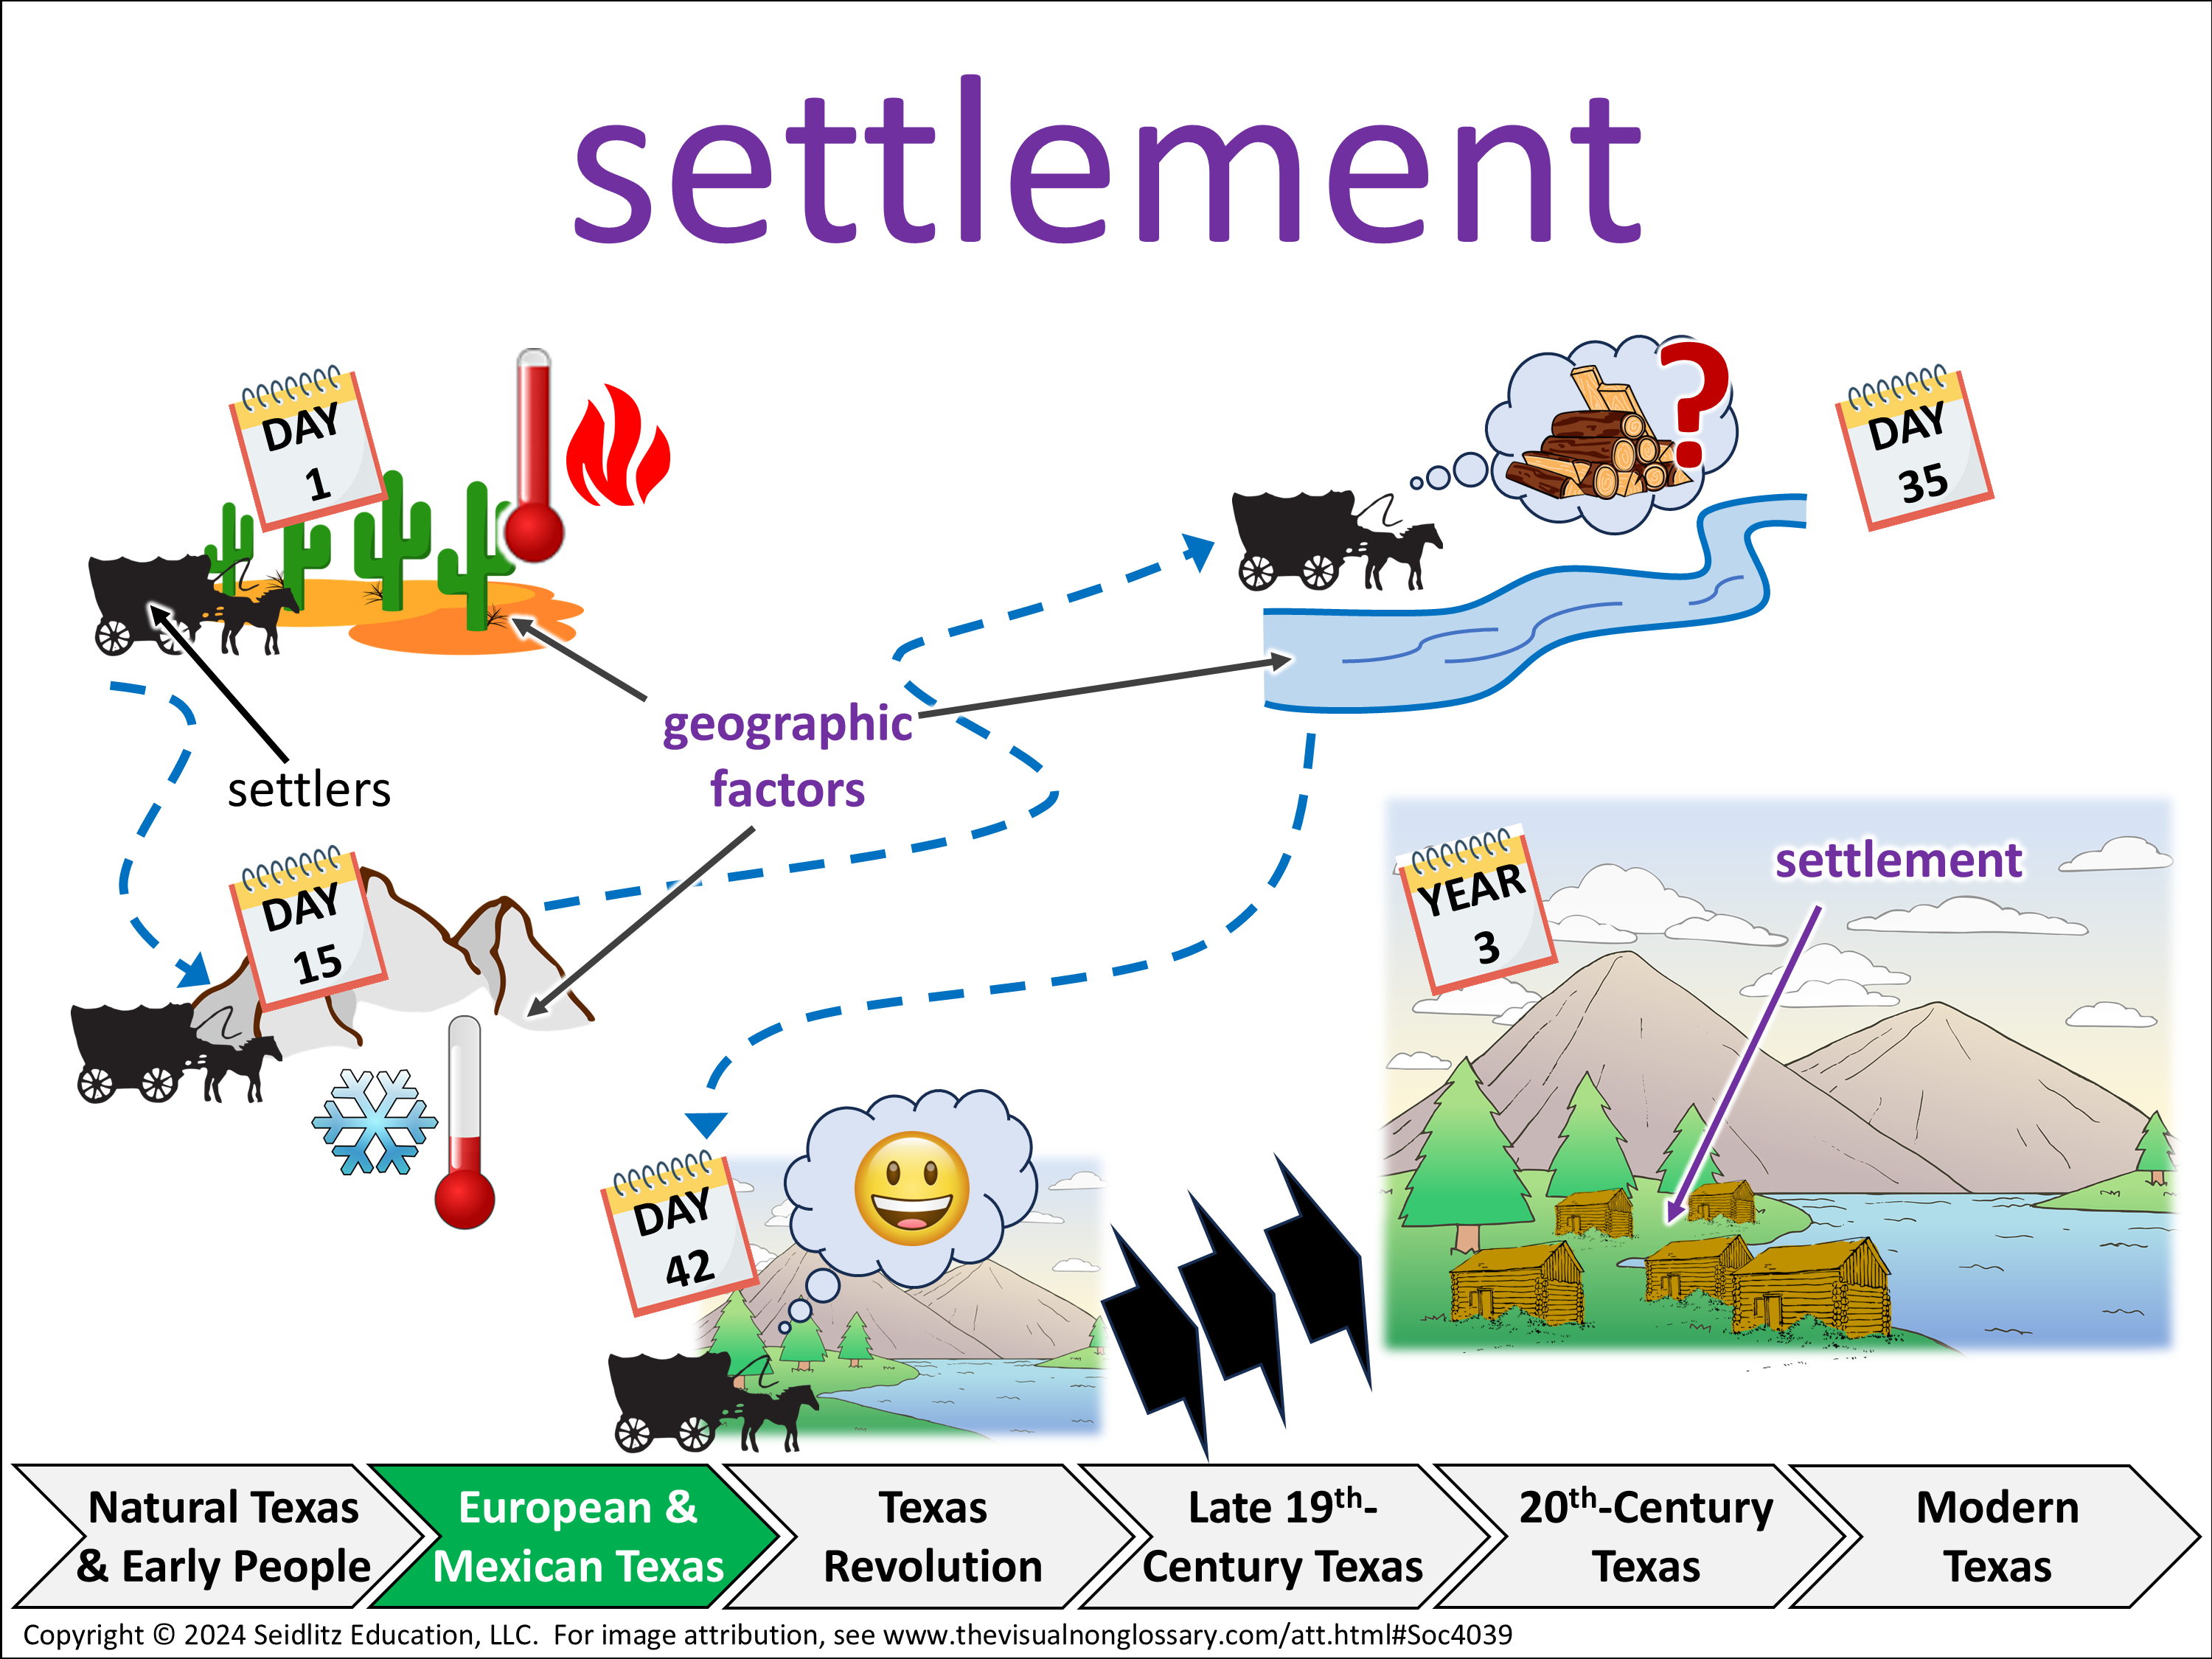 settlement
DAY
1
?
DAY
35
geographic
factors
settlers
DAY
15
YEAR
3
settlement
DAY
42
Natural Texas
& Early People
European &
Mexican Texas
Texas
Revolution
Late 19th-
Century Texas
20th-Century
Texas
Modern
Texas
Copyright © 2024 Seidlitz Education, LLC.  For image attribution, see www.thevisualnonglossary.com/att.html#Soc4039